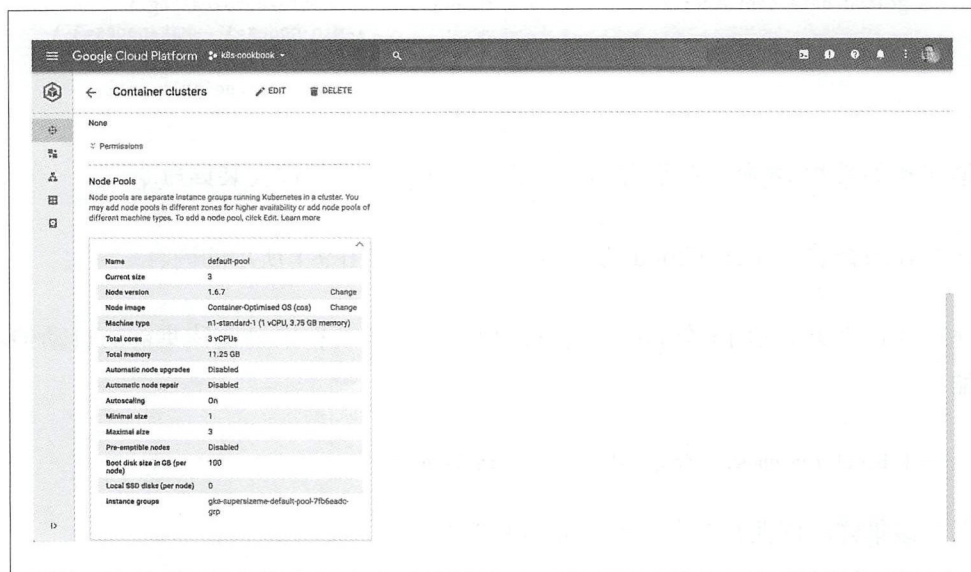 Google Cloud Platform k8s-cookbook
Container clusters EDIT DELETE
None
Permissions
Node Pools
Node pools are separate instance groups running Kubernetes in a cluster. You
may add node pools in different zones for higher availability or add node pools of
different machine types. To add a node pool, click Edit. Learn more
Name default-pool
Current size 3
Node version 1.6.7 Change
Node image Container-Optimised OS (cos) Change
Machine type n1-standard-1 (1 vCPU, 3.75 GB memory)
Total cores 3 vCPUs
Total memory 11.25 GB
Automatic node upgrades Disabled
Automatic node repair Disabled
Autoscaling On
Minimal size 1
Maximal size 3
Pre-emptible nodes Disabled
Boot disk size in GB (per
node) 100
Local SSD disks (per node) 0
Instance groups gke-supersizeme-default-pool-7fb6eadc-
grp